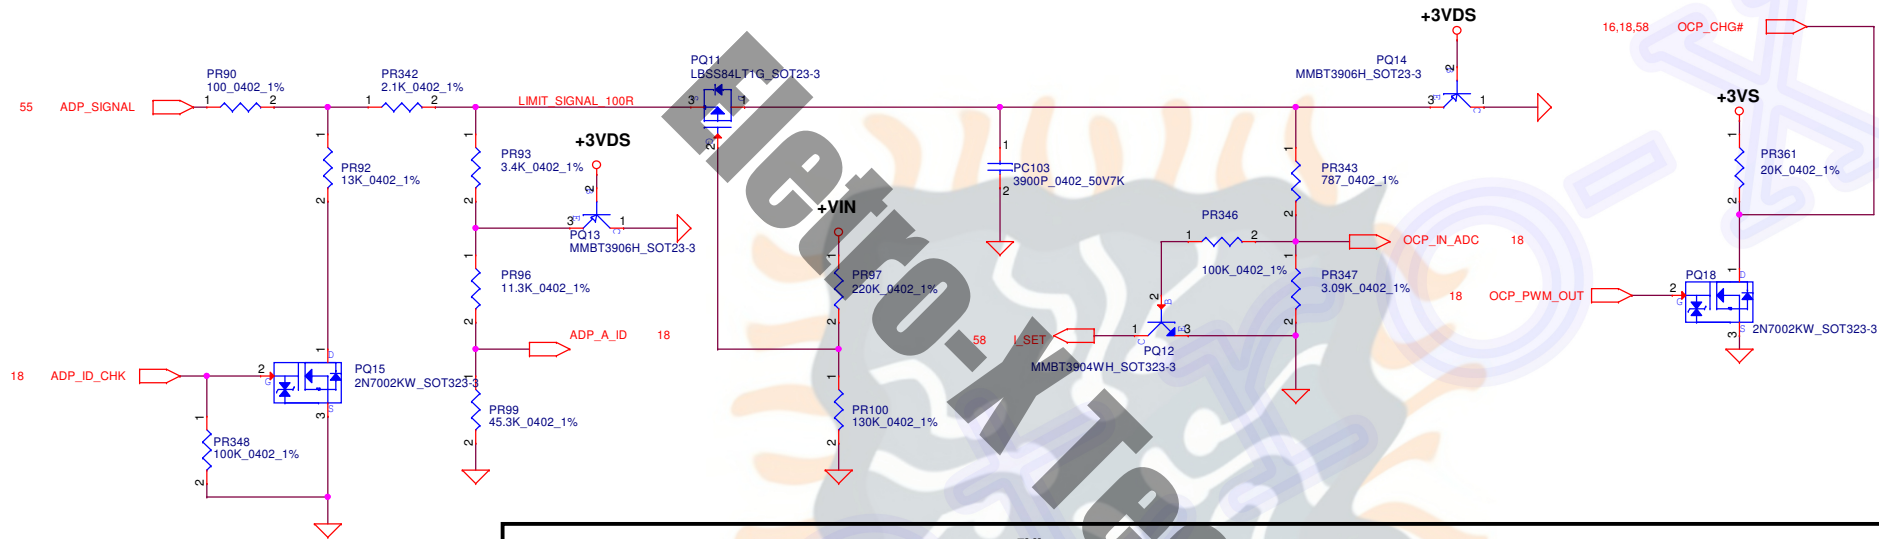 +3VDS
16,18,58 OCP_CHG#
PQ11
LBSS84LT1G_SOT23-3
PQ14
MMBT3906H_SOT23-3
PR90
100_0402_1%
PR342
2.1K_0402_1%
55 ADP_SIGNAL
LIMIT_SIGNAL_100R
+3VS
+3VDS
PR92
13K_0402_1%
PR93
3.4K_0402_1%
PC103
3900P_0402_50V7K
PR343
787_0402_1%
PR361
20K_0402_1%
+VIN
PQ13
MMBT3906H_SOT23-3
PR346
100K_0402_1%
OCP_IN_ADC 18
PR96
11.3K_0402_1%
PR97
220K_0402_1%
PR347
3.09K_0402_1%
PQ18
2N7002KW_SOT323-3
18 OCP_PWM_OUT
ADP_A_ID 18
58 I_SET
PQ12
MMBT3904WH_SOT323-3
18 ADP_ID_CHK
PQ15
2N7002KW_SOT323-3
PR99
45.3K_0402_1%
PR100
130K_0402_1%
PR348
100K_0402_1%
Eletro-xTe